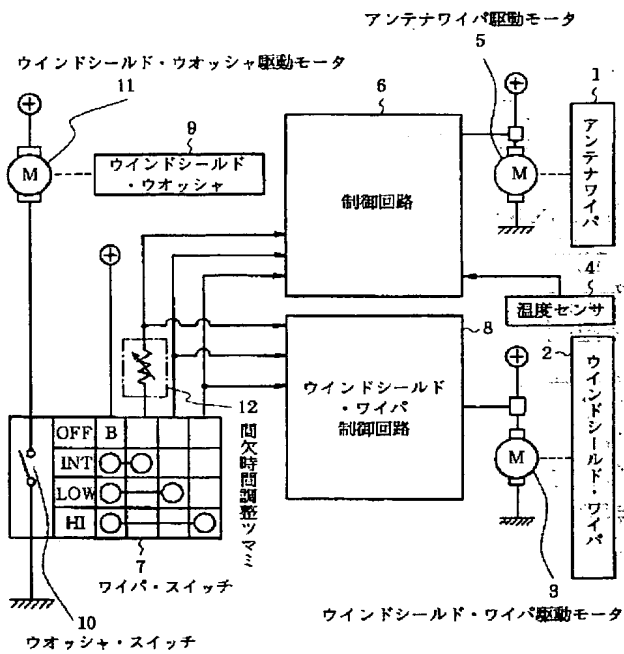 アンテナワイパ駆動モータ
5
ウインドシールド・ウオッシャ駆動モータ
11
6
1
9
M
ウインドシールド
・ウオッシャ
制御回路
M
アンテナワイパ
4
温度センサ
8
2
12
ウインドシールド
・ワイパ
制御回路
M
ウインドシールド・ワイパ
間欠時間調整ツマミ
OFF B
INT
LOW
HI
7
ワイパ・スイッチ
3
10
ウインドシールド・ワイパ駆動モータ
ウオッシャ・スイッチ